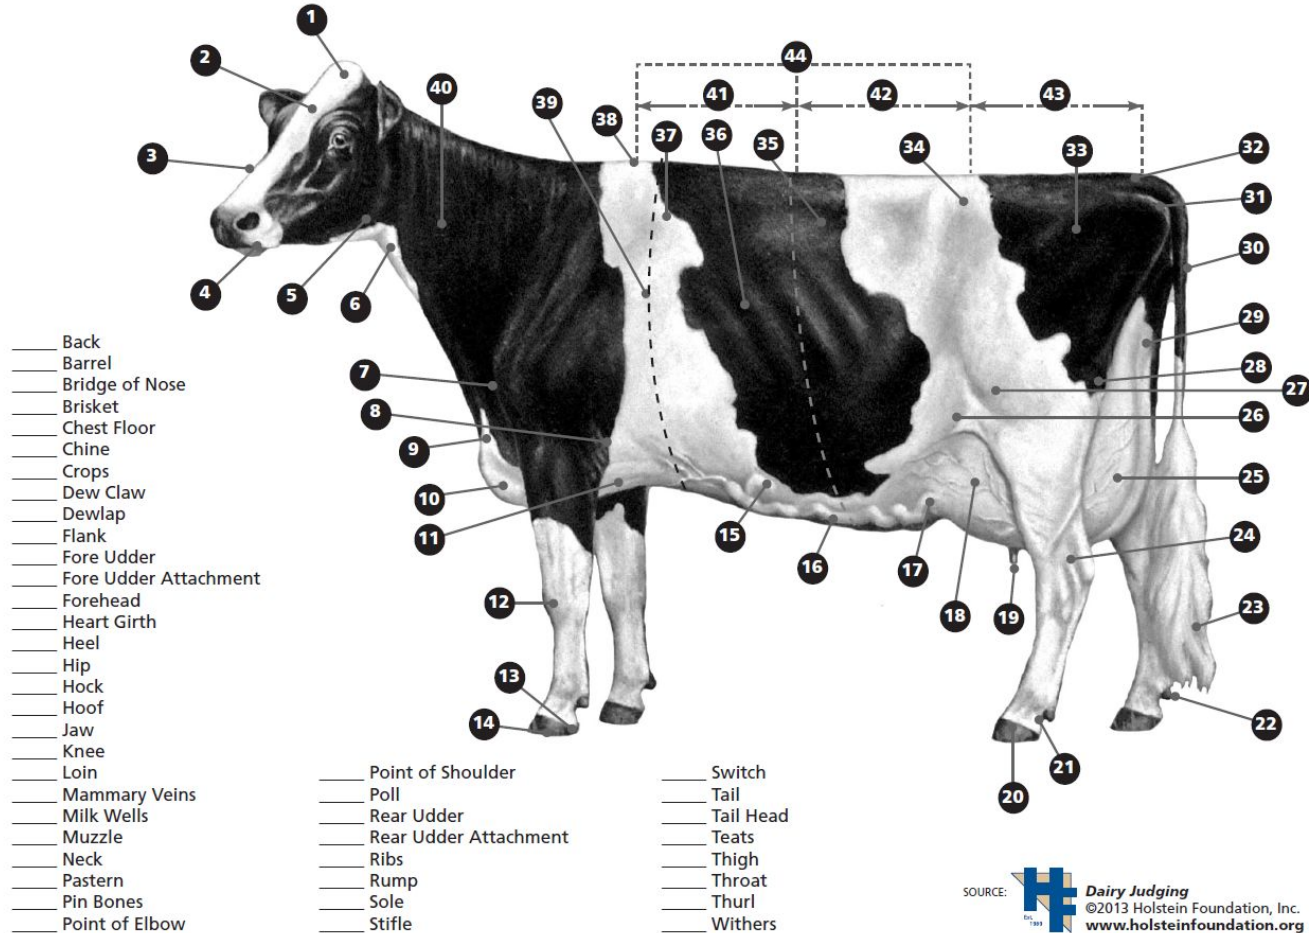 1
2
3
4
5
6
7
8
9
10
11
12
13
14
15
16
17
18
19
20
21
22
23
24
25
26
27
28
29
30
31
32
33
34
35
36
37
38
39
40
41
42
43
44
_____ Back
_____ Barrel
_____ Bridge of Nose
_____ Brisket
_____ Chest Floor
_____ Chine
_____ Crops
_____ Dew Claw
_____ Dewlap
_____ Flank
_____ Fore Udder
_____ Fore Udder Attachment
_____ Forehead
_____ Heart Girth
_____ Heel
_____ Hip
_____ Hock
_____ Hoof
_____ Jaw
_____ Knee
_____ Loin
_____ Mammary Veins
_____ Milk Wells
_____ Muzzle
_____ Neck
_____ Pastern
_____ Pin Bones
_____ Point of Elbow
_____ Point of Shoulder
_____ Poll
_____ Rear Udder
_____ Rear Udder Attachment
_____ Ribs
_____ Rump
_____ Sole
_____ Stifle
_____ Switch
_____ Tail
_____ Tail Head
_____ Teats
_____ Thigh
_____ Throat
_____ Thurl
_____ Withers
SOURCE:
Dairy Judging
©2013 Holstein Foundation, Inc.
www.holsteinfoundation.org